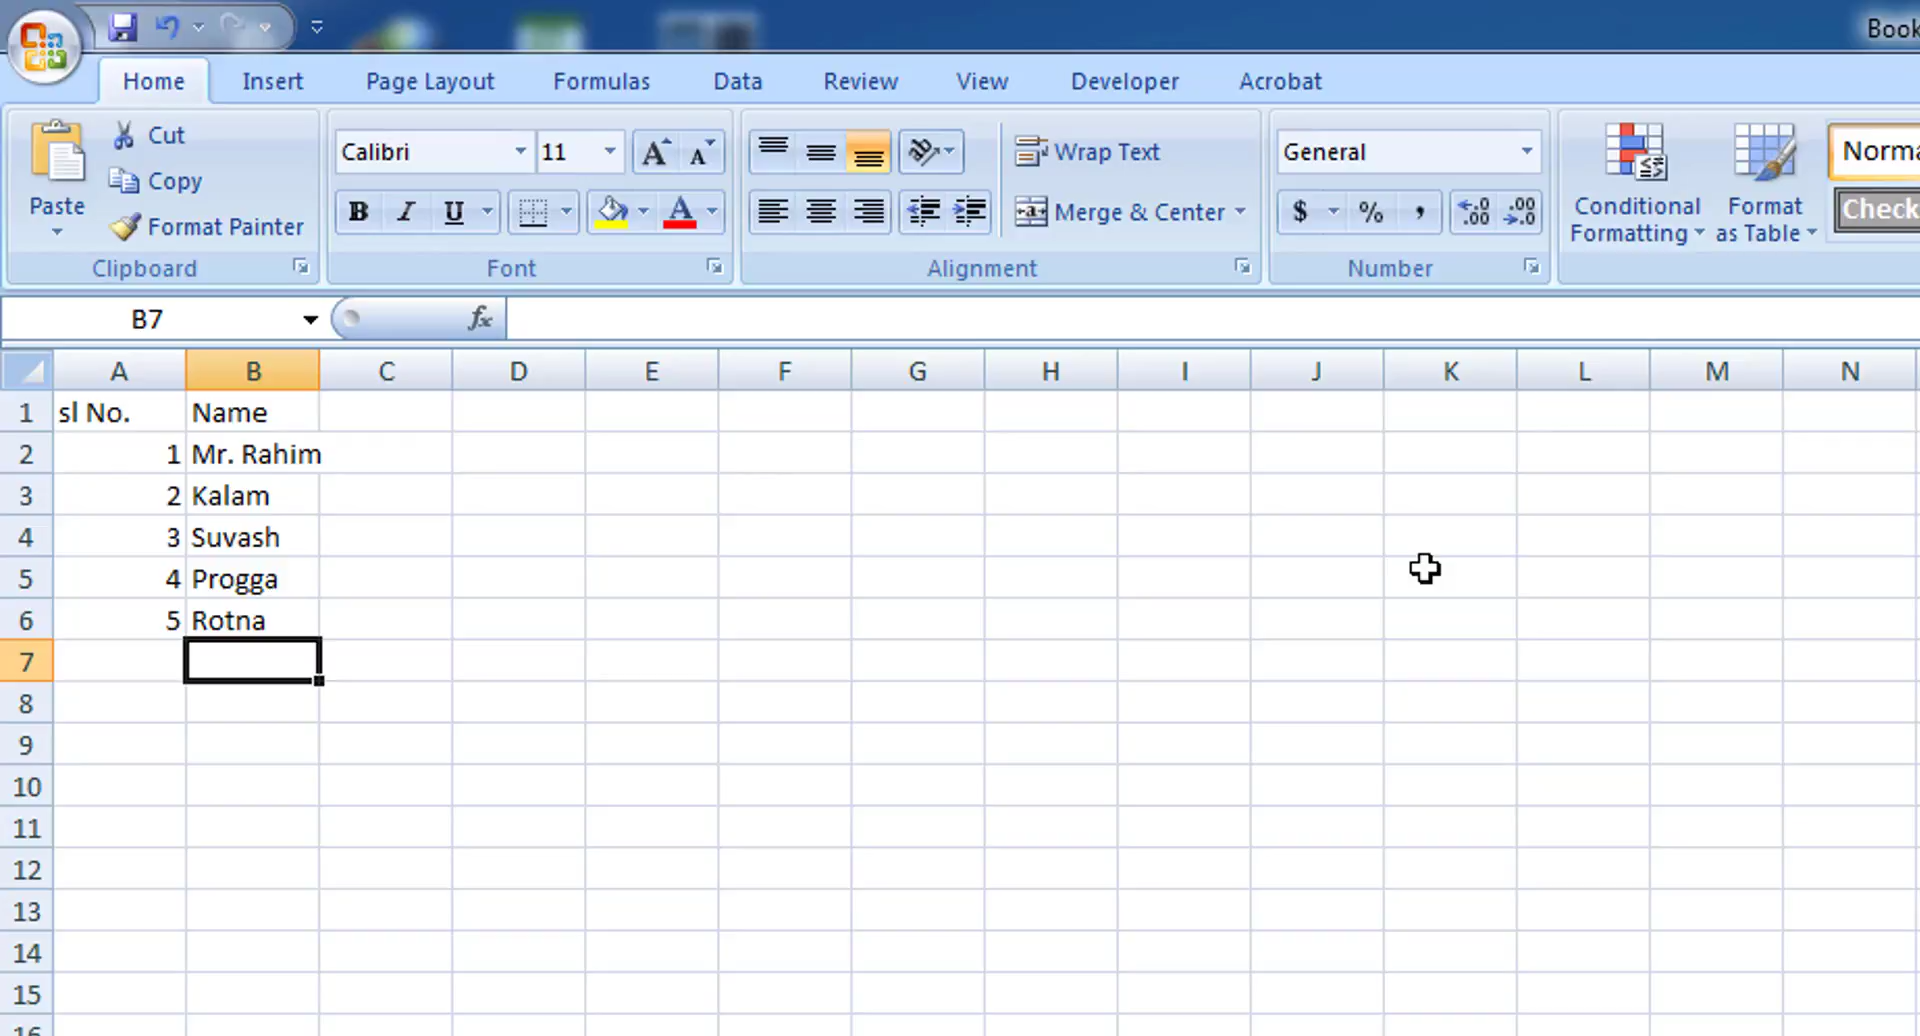 Book
Home Insert Page Layout Formulas Data Review View Developer Acrobat
Cut
Copy
Format Painter
Paste
Clipboard
Calibri 11
B I U A
Font
Wrap Text
Merge & Center
Alignment
General
$ % , .00 .00
Number
Conditional Formatting
Format as Table
Norma
Check
B7 fx
A B C D E F G H I J K L M N
1 sl No. Name
2 1 Mr. Rahim
3 2 Kalam
4 3 Suvash
5 4 Progga
6 5 Rotna
7
8
9
10
11
12
13
14
15
16